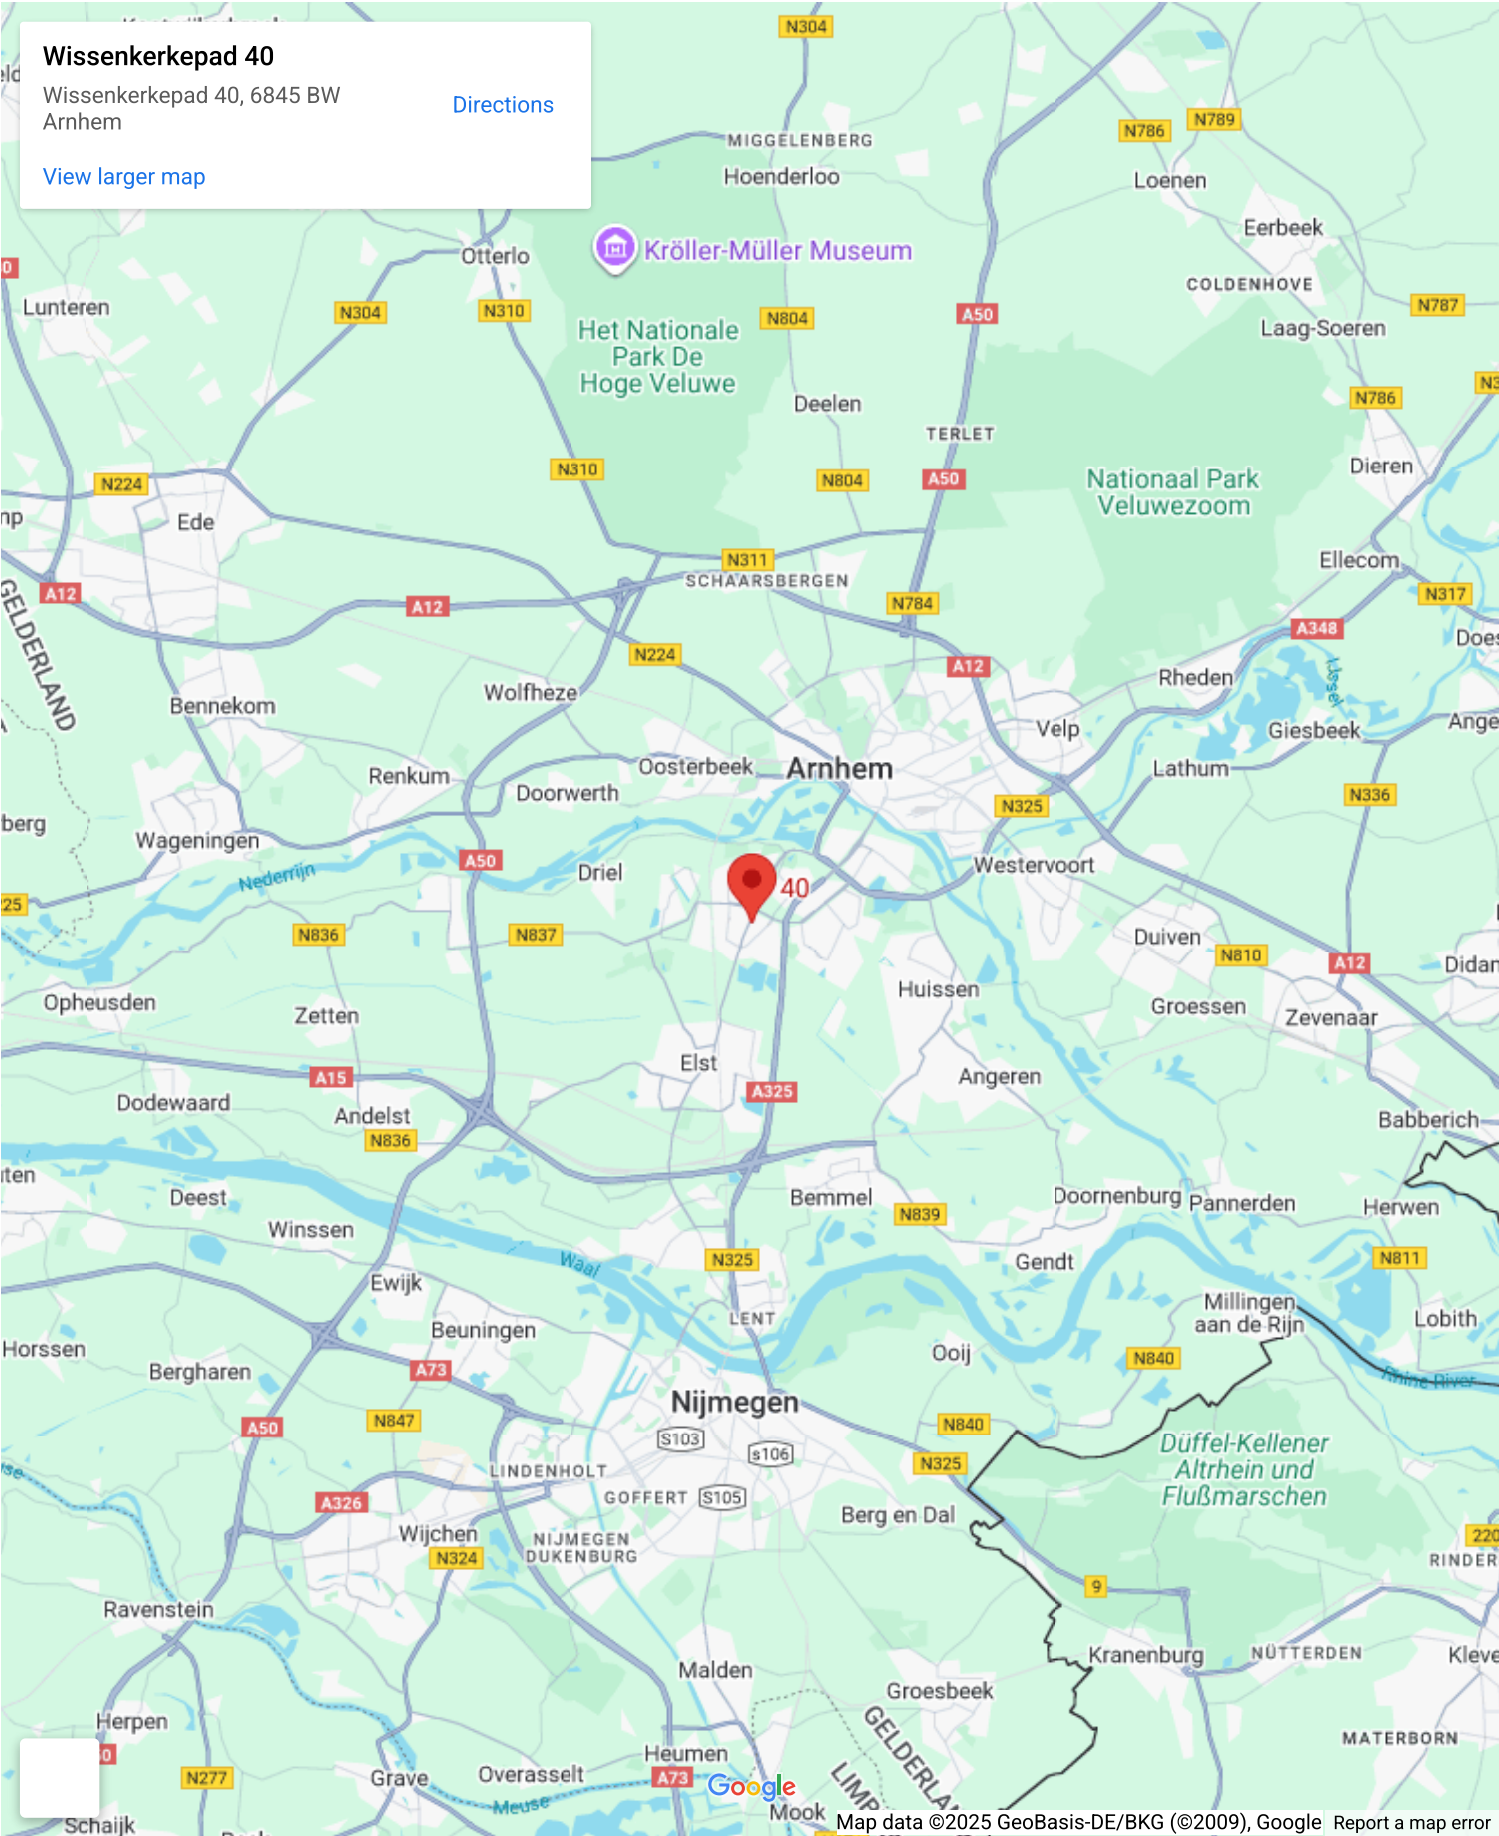 Wissenkerkepad 40
Wissenkerkepad 40, 6845 BW
Arnhem
Directions
View larger map
N304
N786
N789
MIGGELENBERG
Hoenderloo
Loenen
Eerbeek
Otterlo
Kröller-Müller Museum
COLDENHOVE
Lunteren
N304
N310
N804
A50
N787
Laag-Soeren
Het Nationale
Park De
Hoge Veluwe
Deelen
N786
TERLET
Dieren
N310
N804
A50
Nationaal Park
Veluwezoom
N224
Ede
Ellecom
N311
SCHAARSBERGEN
A12
A12
N784
N317
GELDERLAND
A348
N224
A12
Rheden
IJssel
Wolfheze
Bennekom
Velp
Giesbeek
Oosterbeek
Arnhem
Lathum
Renkum
Doorwerth
N325
N336
Wageningen
A50
Westervoort
Driel
40
Nederrijn
N836
N837
Duiven
N810
A12
Huissen
Opheusden
Zetten
Groessen
Zevenaar
Elst
A15
Angeren
A325
Dodewaard
Andelst
Babberich
N836
Deest
Bemmel
Doornenburg
Pannerden
Herwen
N839
Winssen
Waal
N325
Gendt
N811
Ewijk
Millingen
aan de Rijn
Lobith
LENT
Beuningen
Horssen
Ooij
N840
Bergharen
A73
Rhine River
Nijmegen
A50
N847
N840
S103
s106
Düffel-Kellener
Altrhein und
Flußmarschen
N325
LINDENHOLT
GOFFERT
S105
A326
Berg en Dal
Wijchen
NIJMEGEN
DUKENBURG
220
N324
9
Ravenstein
Kranenburg
NÜTTERDEN
Malden
Groesbeek
Herpen
GELDERLAN
MATERBORN
Heumen
N277
Grave
Overasselt
A73
Google
Meuse
Mook
LIMB
Schaijk
Map data ©2025 GeoBasis-DE/BKG (©2009), Google
Report a map error